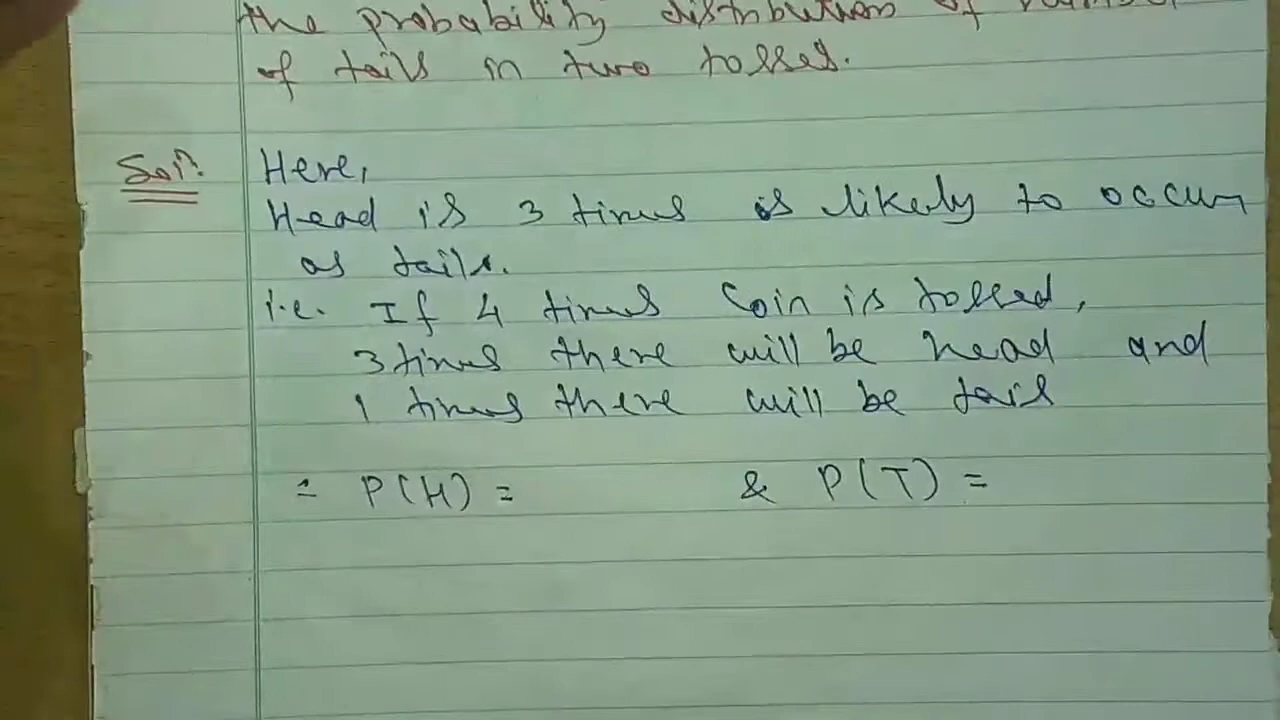 the probability distribution of number
of tails in two tosses.
Soln. Here,
Head is 3 times is likely to occur
as tails.
i.e. If 4 times Coin is tossed,
3 times there will be head and
1 times there will be tail
= P(H) = & P(T) =